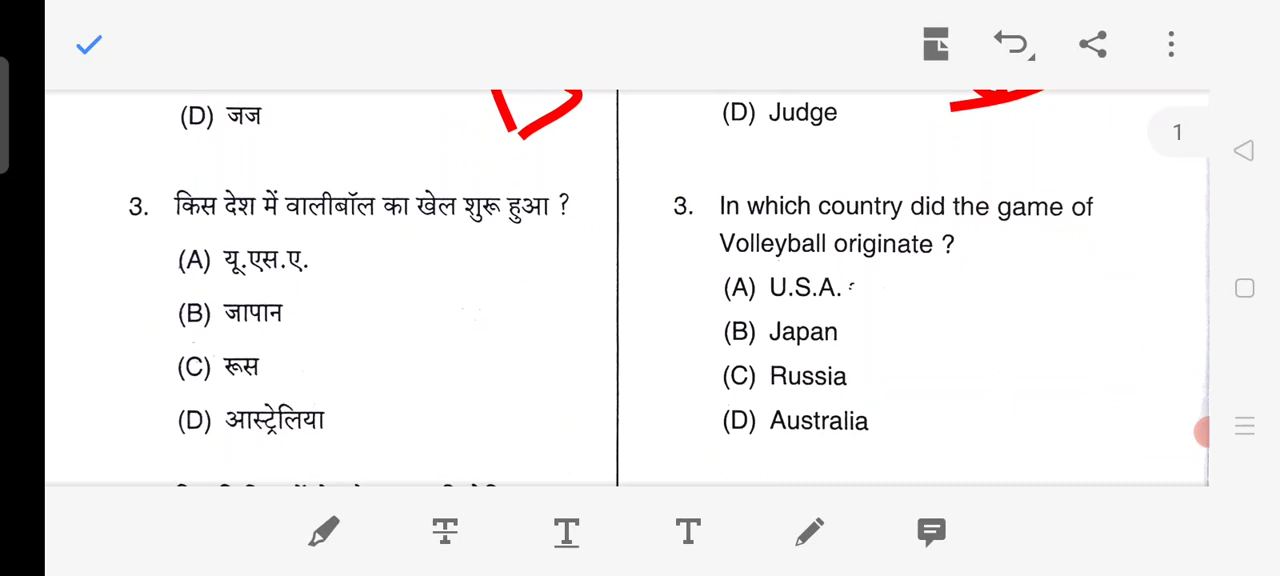 (D) जज
3. किस देश में वालीबॉल का खेल शुरू हुआ ?
(A) यू.एस.ए.
(B) जापान
(C) रूस
(D) आस्ट्रेलिया
(D) Judge
1
3. In which country did the game of
Volleyball originate ?
(A) U.S.A.
(B) Japan
(C) Russia
(D) Australia